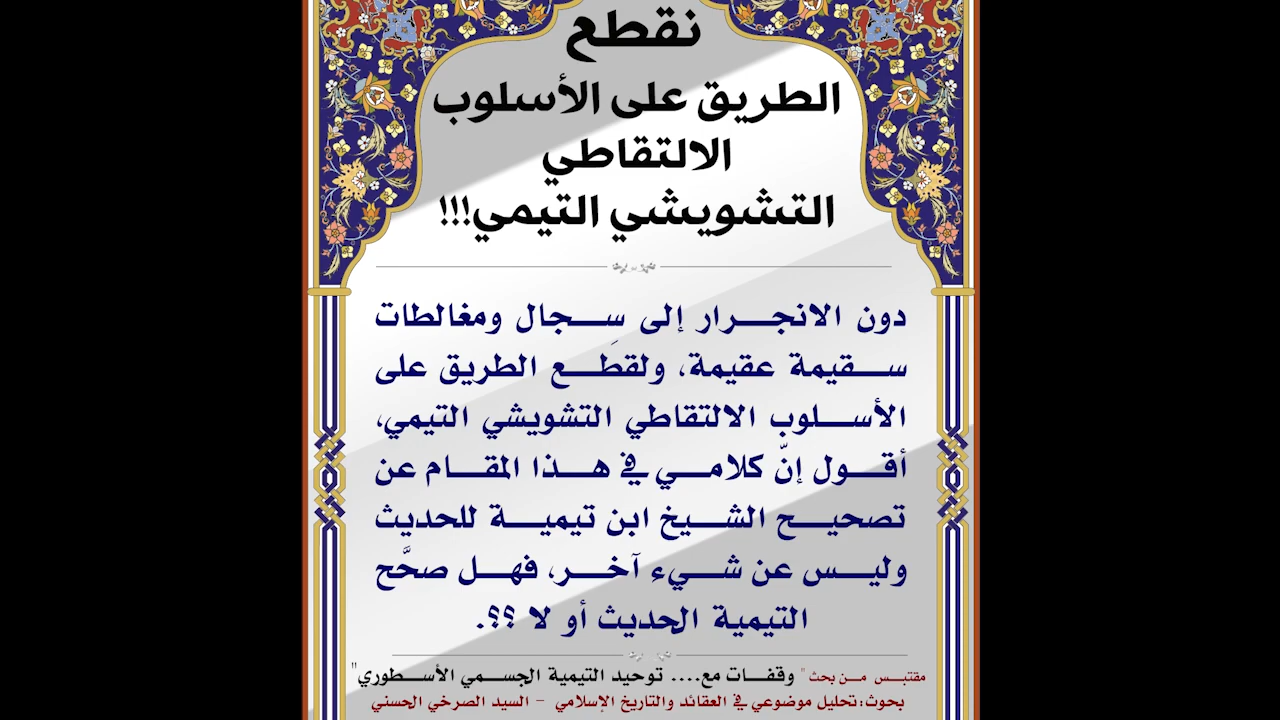 نقطع
الطريق على الأسلوب
الالتقاطي
التشويشي التيمي!!!
دون الانجرار إلى سِجال ومغالطات
سقيمة عقيمة، ولقَطع الطريق على
الأسلوب الالتقاطي التشويشي التيمي،
أقول إنّ كلامي في هذا المقام عن
تصحيح الشيخ ابن تيمية للحديث
وليس عن شيء آخر، فهل صحَّح
التيمية الحديث أو لا ؟؟.
مقتبس من بحث " وقفات مع.... توحيد التيمية الجسمي الأسطوري"
بحوث: تحليل موضوعي في العقائد والتاريخ الإسلامي - السيد الصرخي الحسني